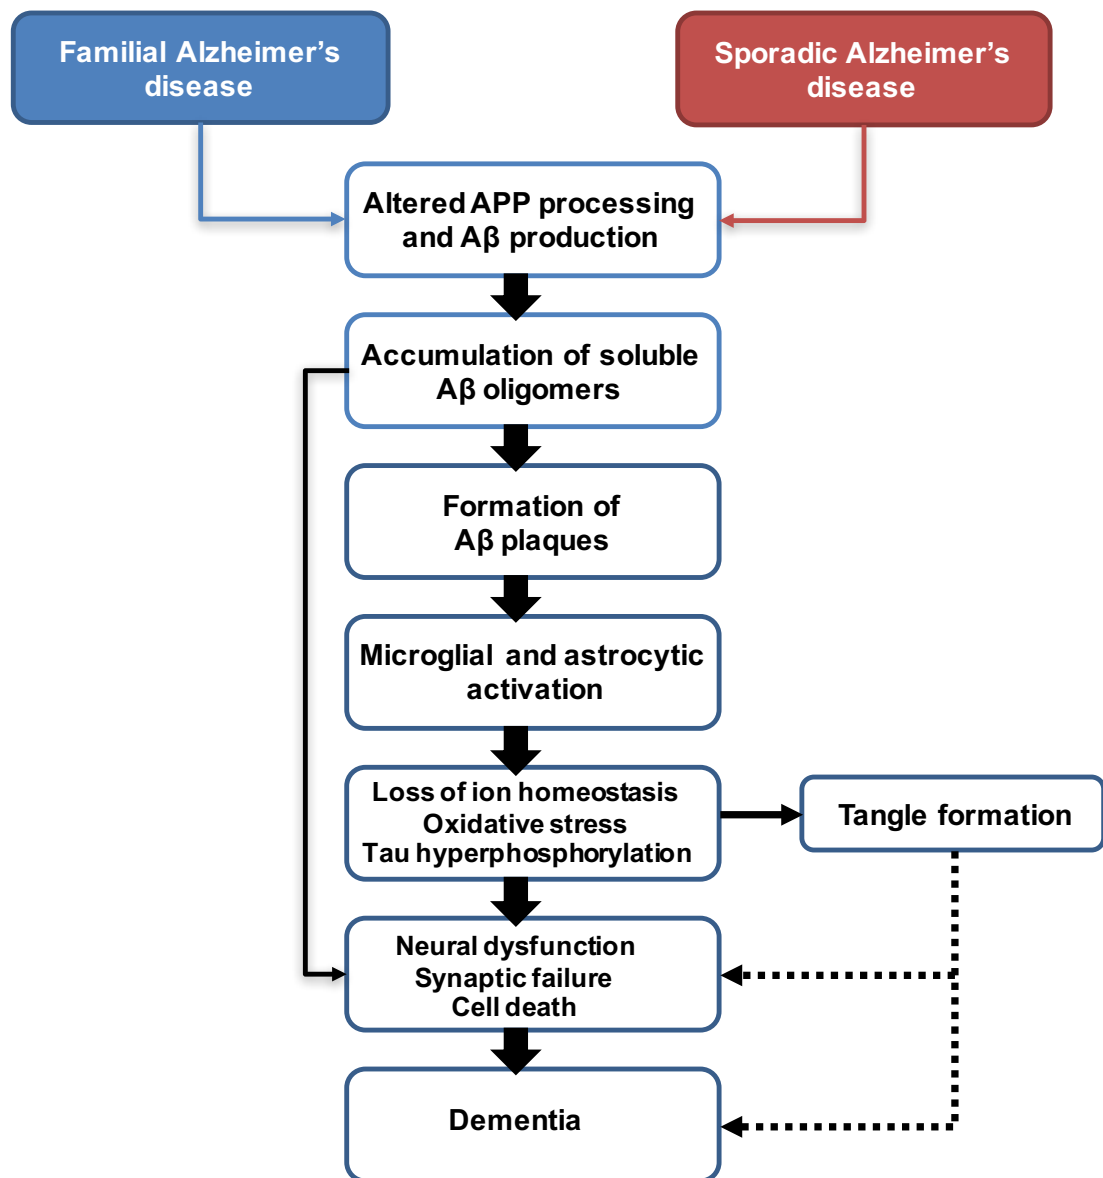 Familial Alzheimer’s
disease
Sporadic Alzheimer’s
disease
Altered APP processing
and Aβ production
Accumulation of soluble
Aβ oligomers
Formation of
Aβ plaques
Microglial and astrocytic
activation
Loss of ion homeostasis
Oxidative stress
Tau hyperphosphorylation
Tangle formation
Neural dysfunction
Synaptic failure
Cell death
Dementia